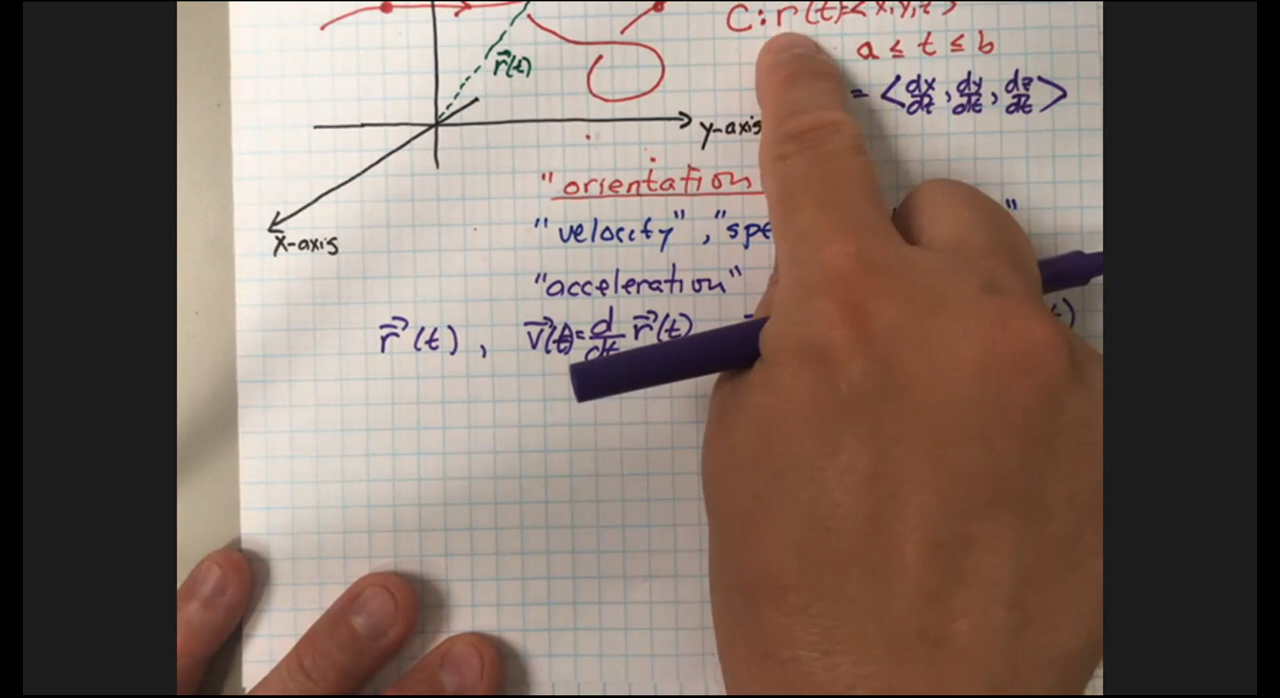 C: r(t)=<x,y,z>
a ≤ t ≤ b
r⃗(t)
= <dx/dt, dy/dt, dz/dt>
y-axis
"orientation
"velocity", "spe
x-axis
"acceleration"
r⃗(t), v⃗(t)=d/dt r⃗(t)